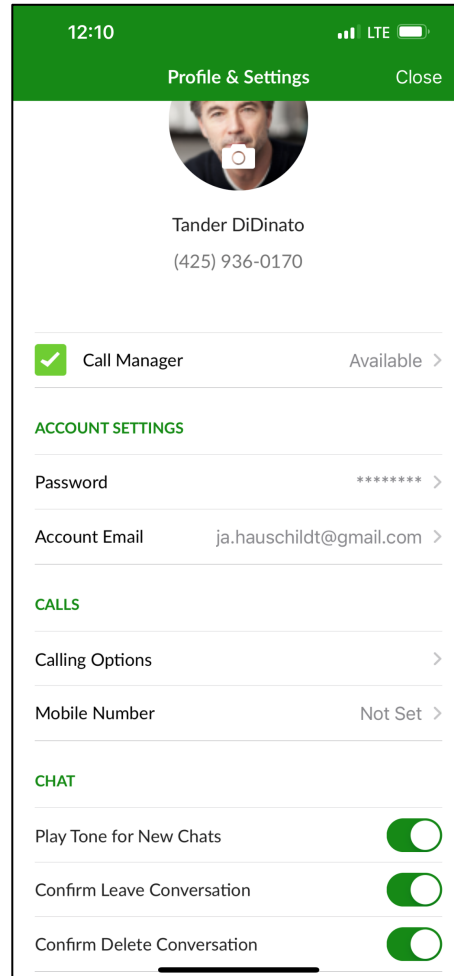 12:10 LTE
Profile & Settings Close
Tander DiDinato
(425) 936-0170
Call Manager Available >
ACCOUNT SETTINGS
Password ******** >
Account Email ja.hauschildt@gmail.com >
CALLS
Calling Options >
Mobile Number Not Set >
CHAT
Play Tone for New Chats
Confirm Leave Conversation
Confirm Delete Conversation